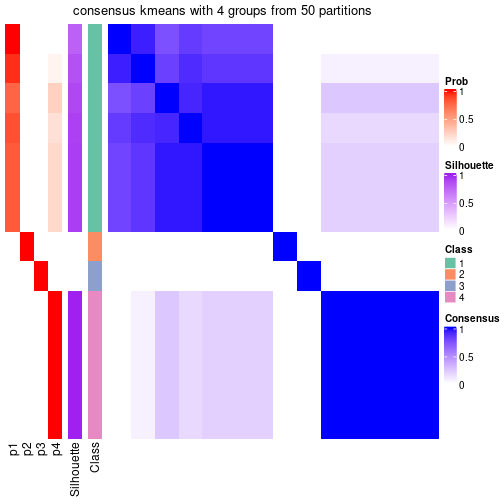 consensus kmeans with 4 groups from 50 partitions
Prob
1
0.5
0
Silhouette
1
0.5
0
Class
1
2
3
4
Consensus
1
0.5
0
p1
p2
p3
p4
Silhouette
Class